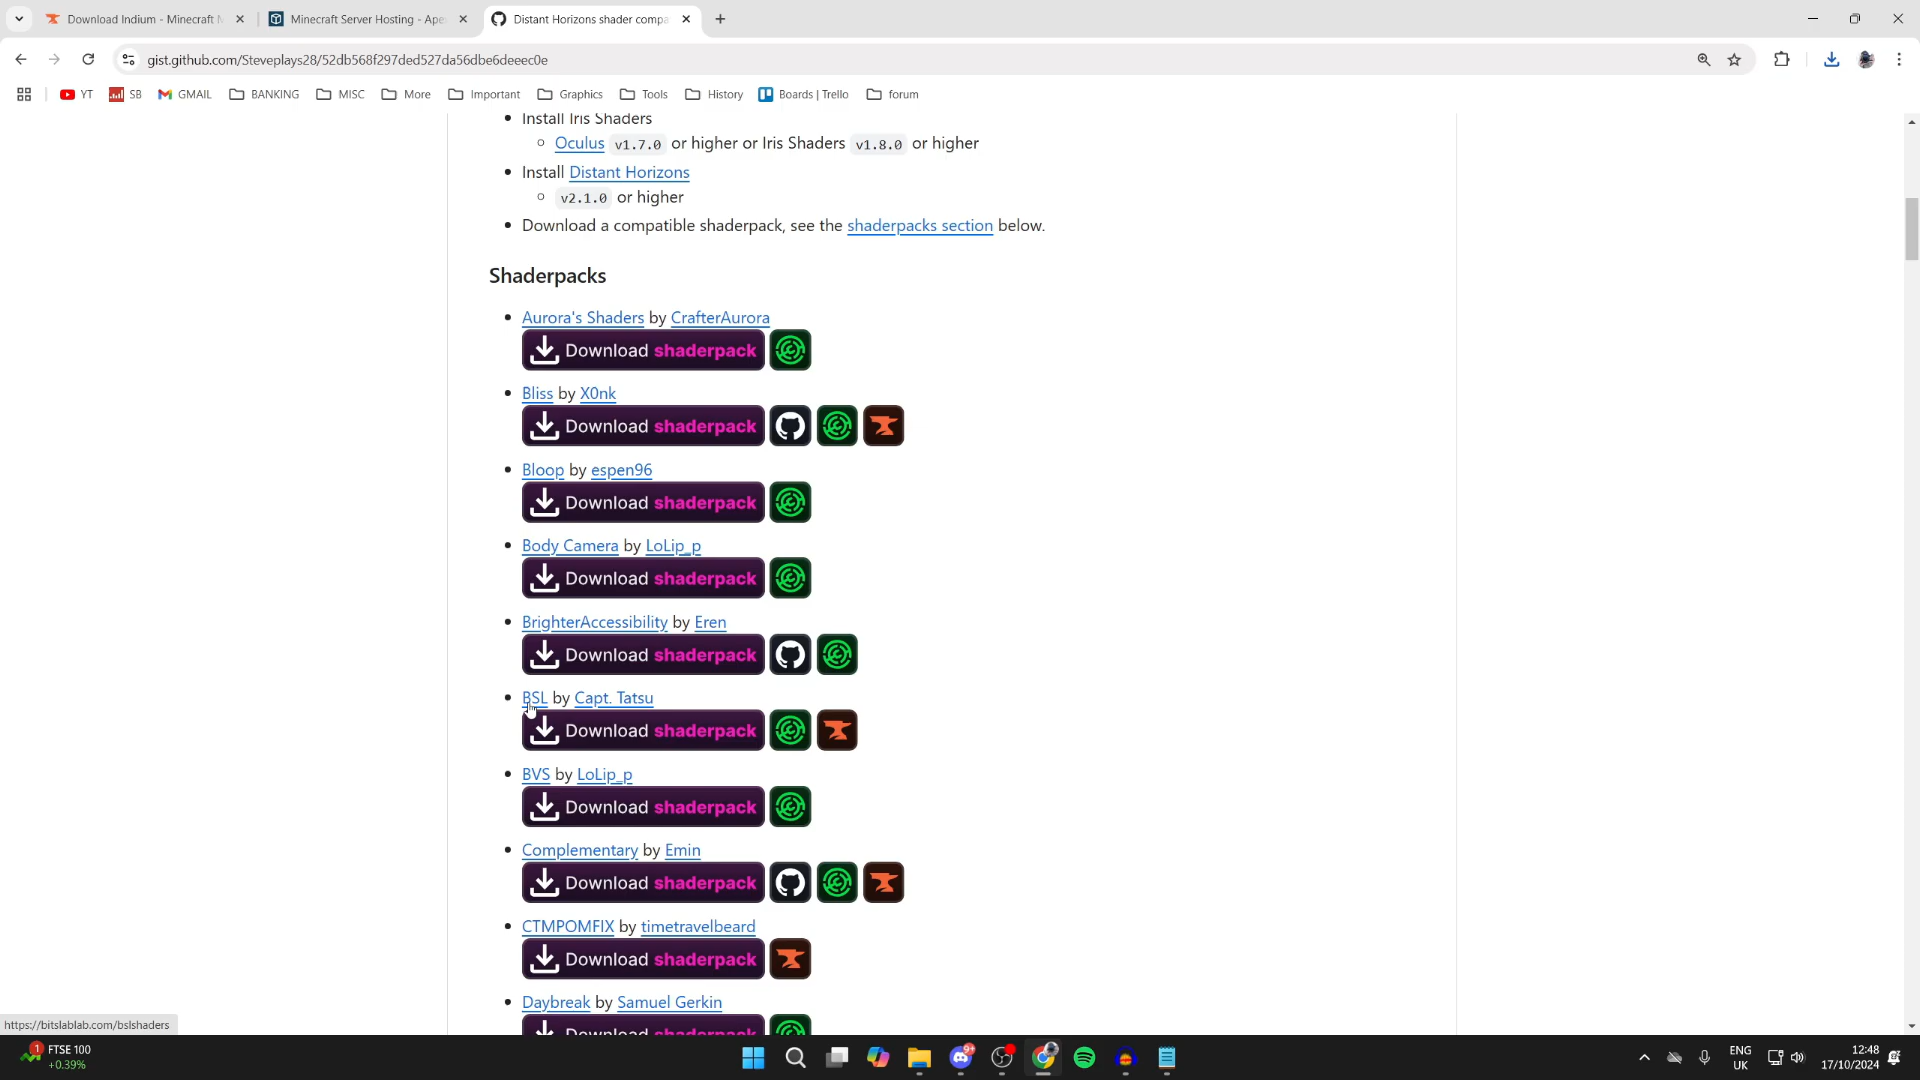 Download Indium - Minecraft M
Minecraft Server Hosting - Ape
Distant Horizons shader compa
gist.github.com/Steveplays28/52db568f297ded527da56dbe6deeec0e
YT
SB
GMAIL
BANKING
MISC
More
Important
Graphics
Tools
History
Boards | Trello
forum
Install Iris Shaders
Oculus v1.7.0 or higher or Iris Shaders v1.8.0 or higher
Install Distant Horizons
v2.1.0 or higher
Download a compatible shaderpack, see the shaderpacks section below.
Shaderpacks
Aurora's Shaders by CrafterAurora
Download shaderpack
Bliss by X0nk
Download shaderpack
Bloop by espen96
Download shaderpack
Body Camera by LoLip_p
Download shaderpack
BrighterAccessibility by Eren
Download shaderpack
BSL by Capt. Tatsu
Download shaderpack
BVS by LoLip_p
Download shaderpack
Complementary by Emin
Download shaderpack
CTMPOMFIX by timetravelbeard
Download shaderpack
Daybreak by Samuel Gerkin
Download shaderpack
https://bitslablab.com/bslshaders
1
FTSE 100
+0.39%
9+
ENG
UK
12:48
17/10/2024